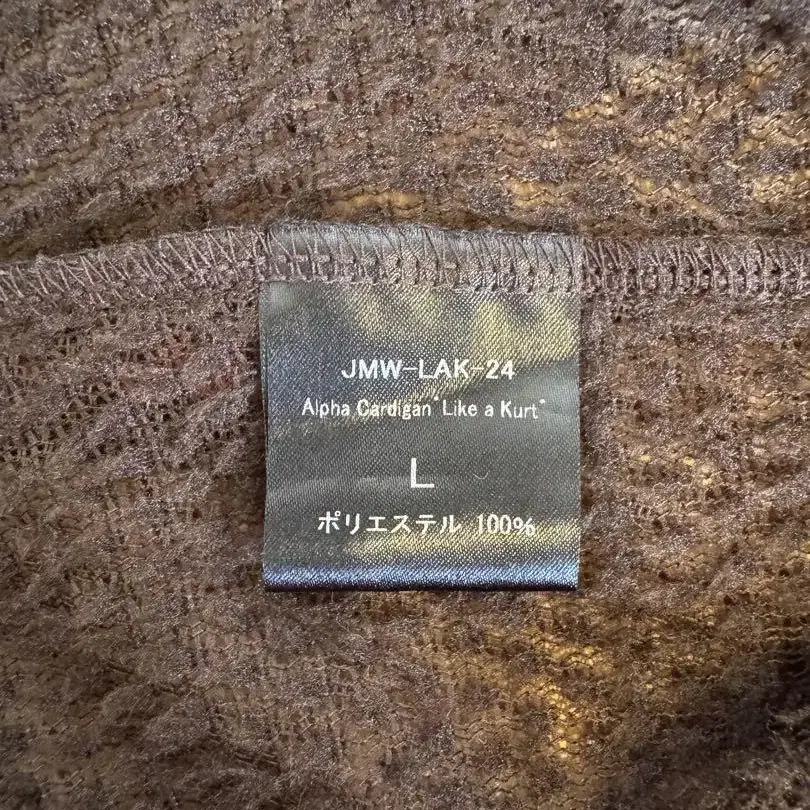 JMW-LAK-24
Alpha Cardigan"Like a Kurt"
L
ポリエステル 100%